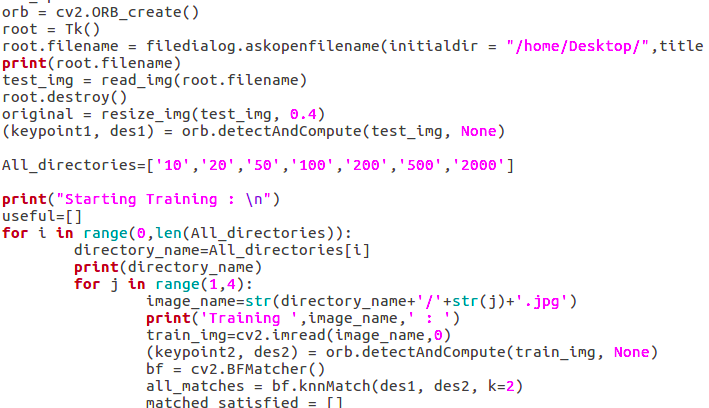 orb = cv2.ORB_create()
root = Tk()
root.filename = filedialog.askopenfilename(initialdir = "/home/Desktop/",title
print(root.filename)
test_img = read_img(root.filename)
root.destroy()
original = resize_img(test_img, 0.4)
(keypoint1, des1) = orb.detectAndCompute(test_img, None)
All_directories=['10','20','50','100','200','500','2000']
print("Starting Training : \n")
useful=[]
for i in range(0,len(All_directories)):
directory_name=All_directories[i]
print(directory_name)
for j in range(1,4):
image_name=str(directory_name+'/'+str(j)+'.jpg')
print('Training ',image_name,' : ')
train_img=cv2.imread(image_name,0)
(keypoint2, des2) = orb.detectAndCompute(train_img, None)
bf = cv2.BFMatcher()
all_matches = bf.knnMatch(des1, des2, k=2)
matched_satisfied = []